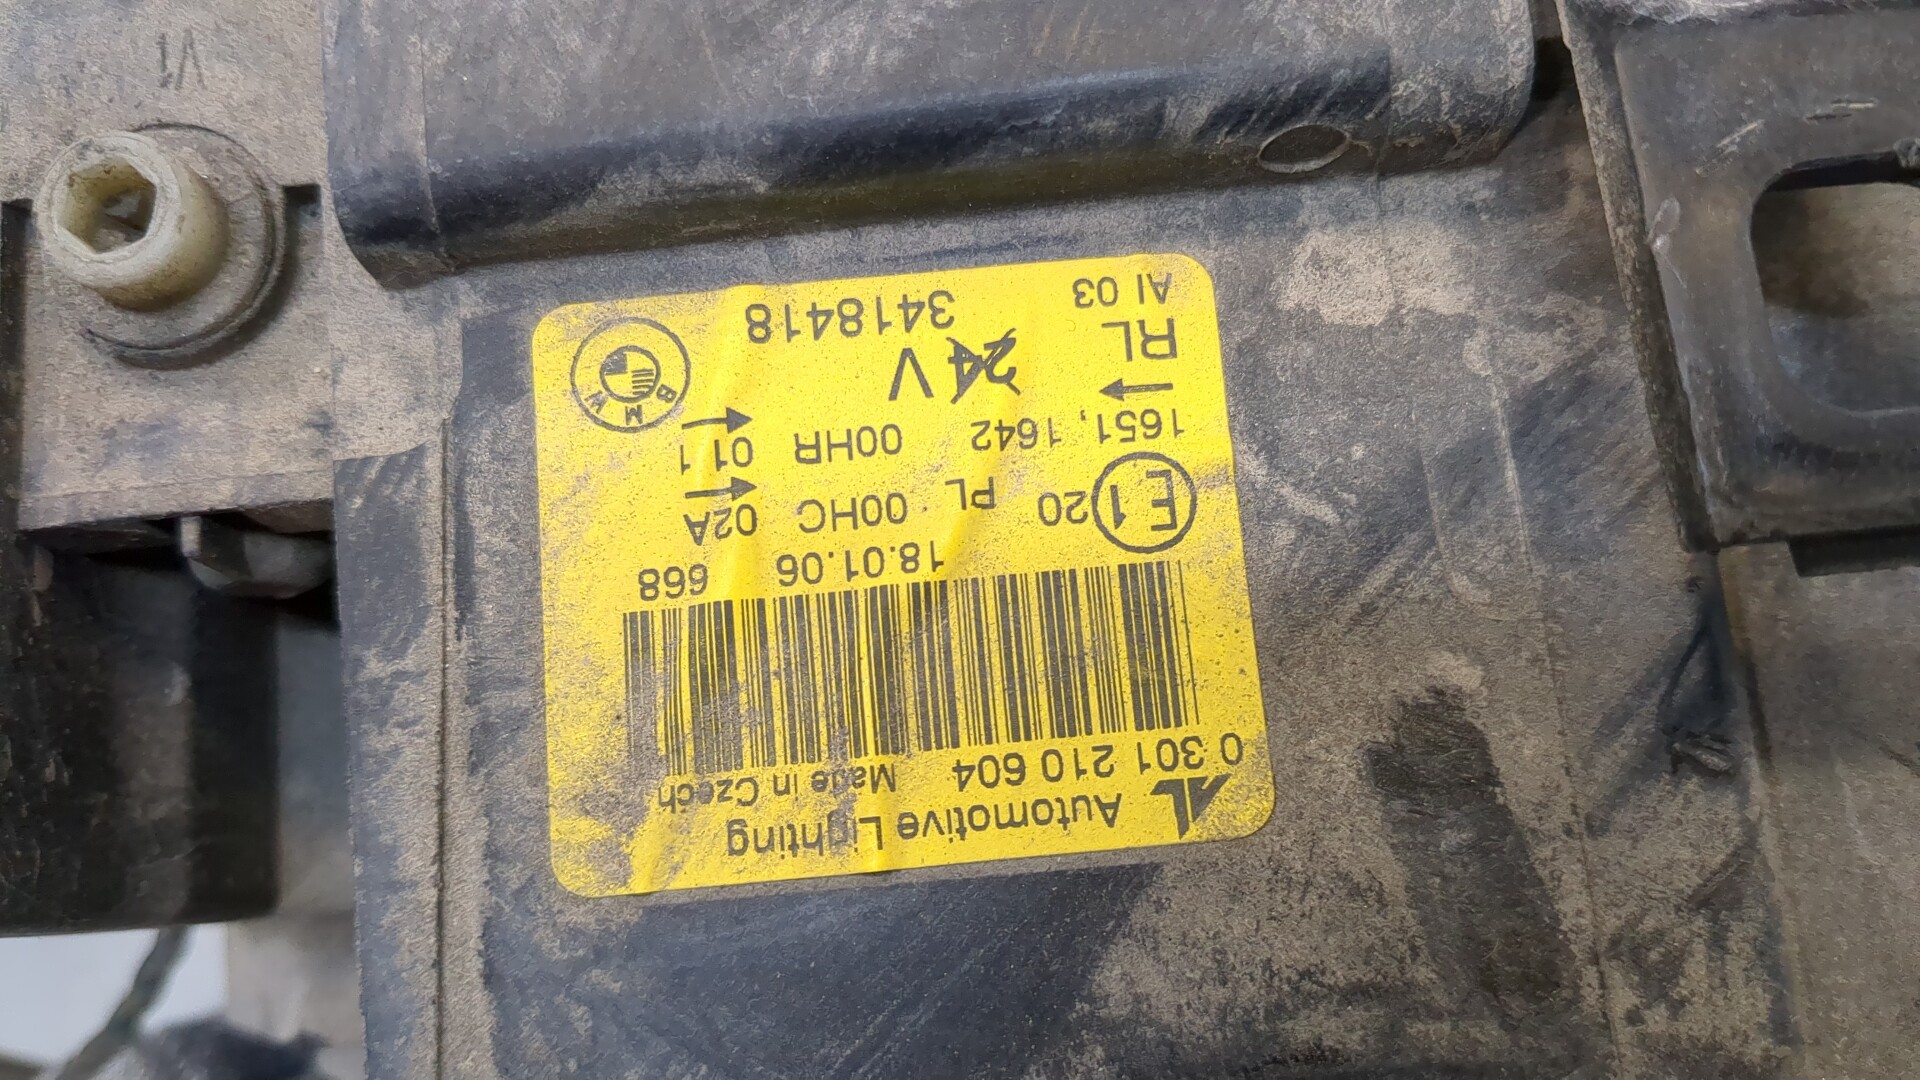 Automotive Lighting
0 301 210 604 Made in Czech
18.01.06 668
E1 20 PL 00HC 02A
1651, 1642 00HR 01 1
RL 24 V
AI 03 3418418
BMW
V1